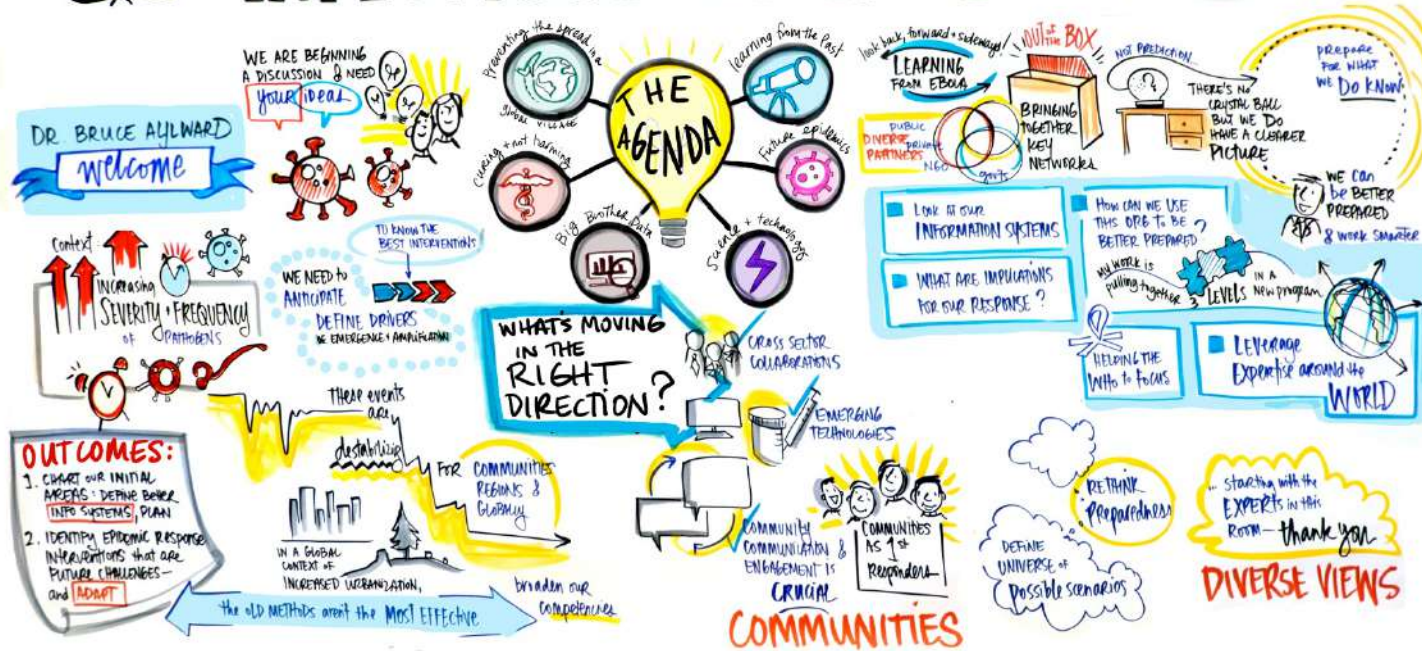 DR. BRUCE AYLWARD
welcome
WE ARE BEGINNING
A DISCUSSION & NEED
your ideas
Context
INCREASING
SEVERITY + FREQUENCY
OF PATHOGENS
TO KNOW THE
BEST INTERVENTIONS
WE NEED to
ANTICIPATE
DEFINE DRIVERS
OF EMERGENCE + AMPLIFICATION
OUTCOMES:
1. CHART OUR INITIAL
AREAS: DEFINE BETTER
INFO SYSTEMS, PLAN
2. IDENTIFY EPIDEMIC RESPONSE
INTERVENTIONS that are
FUTURE CHALLENGES—
and ADAPT
These events
are
destabilizing
FOR COMMUNITIES
REGIONS &
GLOBALLY
IN A GLOBAL
CONTEXT OF
INCREASED URBANIZATION,
the OLD METHODS aren't the MOST EFFECTIVE
broaden our
competencies
THE
AGENDA
Preventing the spread in a
global VILLAGE
learning from the Past
curing + not harming
Future epidemics
Big Brother Data
Science + technology
WHAT'S MOVING
IN THE
RIGHT
DIRECTION?
CROSS SECTOR
COLLABORATIONS
EMERGING
TECHNOLOGIES
COMMUNITY
COMMUNICATION &
ENGAGEMENT IS
CRUCIAL
COMMUNITIES
AS 1st
Responders
COMMUNITIES
look back, forward + sideways!
LEARNING
FROM EBOLA
OUT of the BOX
PUBLIC
DIVERSE
PARTNERS
private
NGO
gov'ts
BRINGING
TOGETHER
KEY
NETWORKS
NOT PREDICTION...
THERE'S NO
CRYSTAL BALL
BUT WE DO
HAVE A CLEARER
PICTURE
PREPARE
FOR WHAT
WE DO KNOW
WE CAN
be BETTER
PREPARED
& WORK SMARTER
LOOK AT OUR
INFORMATION SYSTEMS
WHAT ARE IMPLICATIONS
FOR OUR RESPONSE?
HOW CAN WE USE
THIS ORG TO BE
BETTER PREPARED?
MY WORK IS
pulling together
3 LEVELS
IN A
NEW program
HELPING THE
WHO to FOCUS
LEVERAGE
EXPERTISE around the
WORLD
RETHINK
Preparedness
DEFINE
UNIVERSE OF
possible scenarios
... starting with the
EXPERTS in this
ROOM— thank you
DIVERSE VIEWS